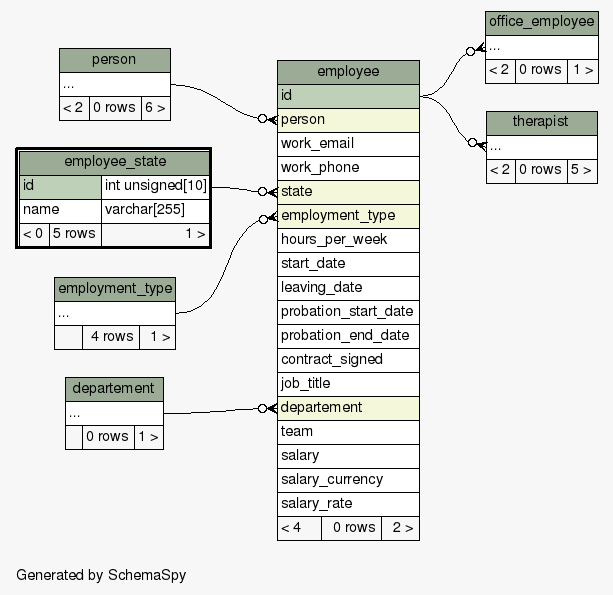 person
...
< 2 0 rows 6 >
employee_state
id int unsigned[10]
name varchar[255]
< 0 5 rows 1 >
employment_type
...
4 rows 1 >
departement
...
0 rows 1 >
employee
id
person
work_email
work_phone
state
employment_type
hours_per_week
start_date
leaving_date
probation_start_date
probation_end_date
contract_signed
job_title
departement
team
salary
salary_currency
salary_rate
< 4 0 rows 2 >
office_employee
...
< 2 0 rows 1 >
therapist
...
< 2 0 rows 5 >
Generated by SchemaSpy